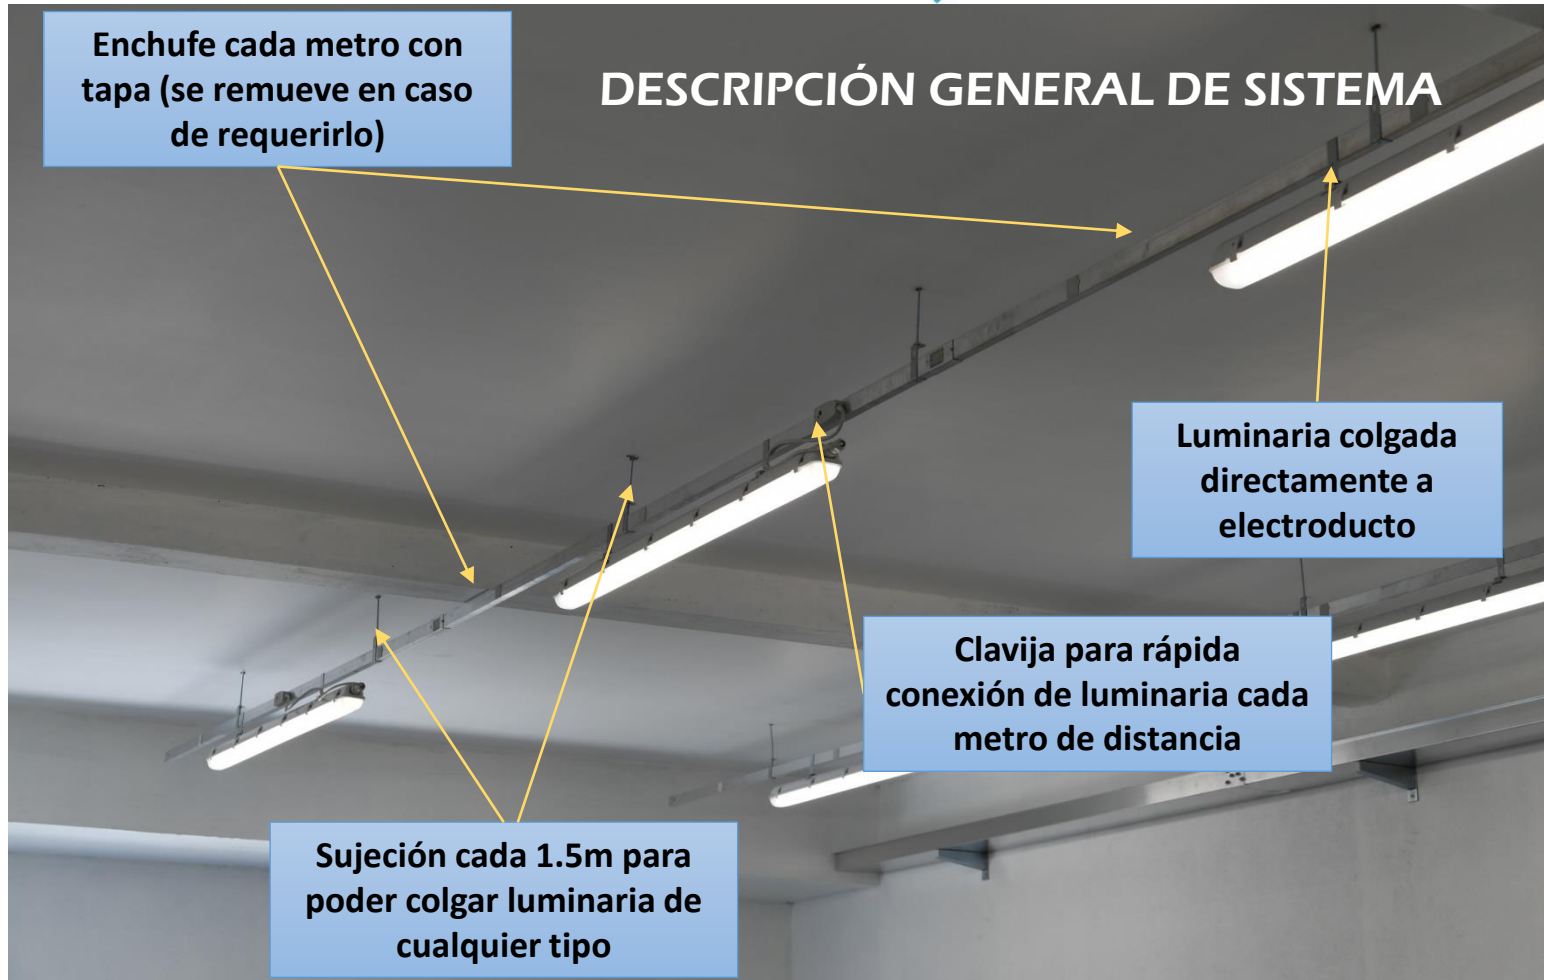 Enchufe cada metro con
tapa (se remueve en caso
de requerirlo)
DESCRIPCIÓN GENERAL DE SISTEMA
Luminaria colgada
directamente a
electroducto
Clavija para rápida
conexión de luminaria cada
metro de distancia
Sujeción cada 1.5m para
poder colgar luminaria de
cualquier tipo